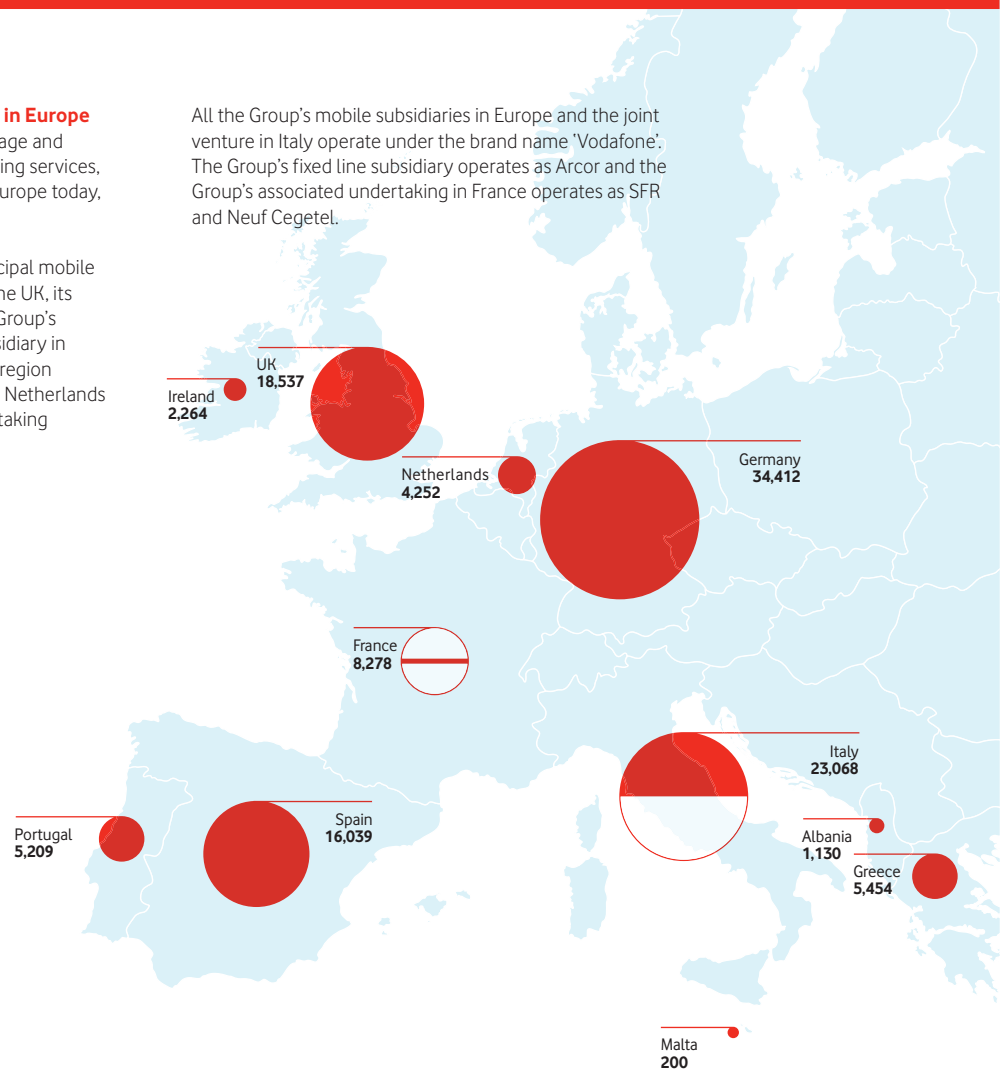 in Europe
age and
ing services,
urope today,
cipal mobile
he UK, its
Group's
sidiary in
region
Netherlands
taking
All the Group's mobile subsidiaries in Europe and the joint
venture in Italy operate under the brand name 'Vodafone'.
The Group's fixed line subsidiary operates as Arcor and the
Group's associated undertaking in France operates as SFR
and Neuf Cegetel.
UK
18,537
Ireland
2,264
Netherlands
4,252
Germany
34,412
France
8,278
Italy
23,068
Spain
16,039
Portugal
5,209
Albania
1,130
Greece
5,454
Malta
200